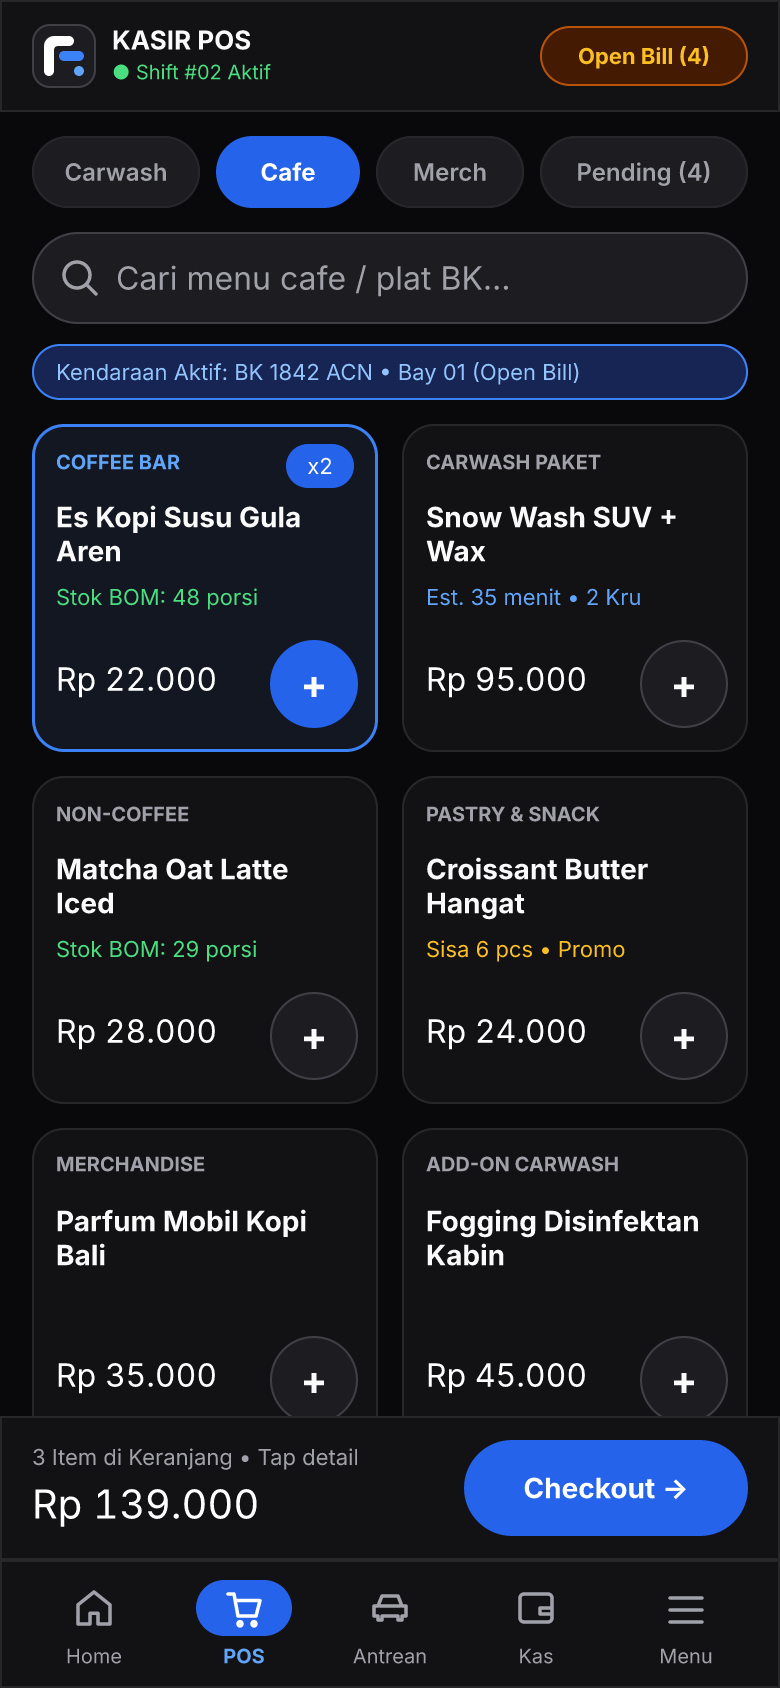 KASIR POS
Shift #02 Aktif
Open Bill (4)
Carwash
Cafe
Merch
Pending (4)
Cari menu cafe / plat BK...
Kendaraan Aktif: BK 1842 ACN • Bay 01 (Open Bill)
COFFEE BAR
x2
Es Kopi Susu Gula
Aren
Stok BOM: 48 porsi
Rp 22.000
+
CARWASH PAKET
Snow Wash SUV +
Wax
Est. 35 menit • 2 Kru
Rp 95.000
+
NON-COFFEE
Matcha Oat Latte
Iced
Stok BOM: 29 porsi
Rp 28.000
+
PASTRY & SNACK
Croissant Butter
Hangat
Sisa 6 pcs • Promo
Rp 24.000
+
MERCHANDISE
Parfum Mobil Kopi
Bali
Rp 35.000
+
ADD-ON CARWASH
Fogging Disinfektan
Kabin
Rp 45.000
+
3 Item di Keranjang • Tap detail
Rp 139.000
Checkout →
Home
POS
Antrean
Kas
Menu